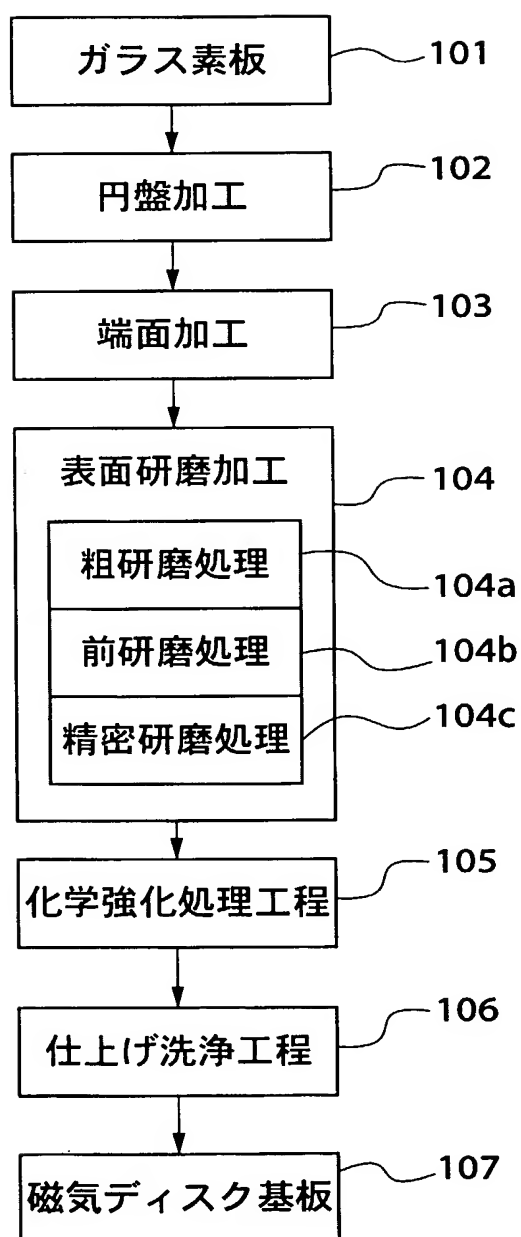 ガラス素板
101
円盤加工
102
端面加工
103
表面研磨加工
104
粗研磨処理
104a
前研磨処理
104b
精密研磨処理
104c
化学強化処理工程
105
仕上げ洗浄工程
106
磁気ディスク基板
107